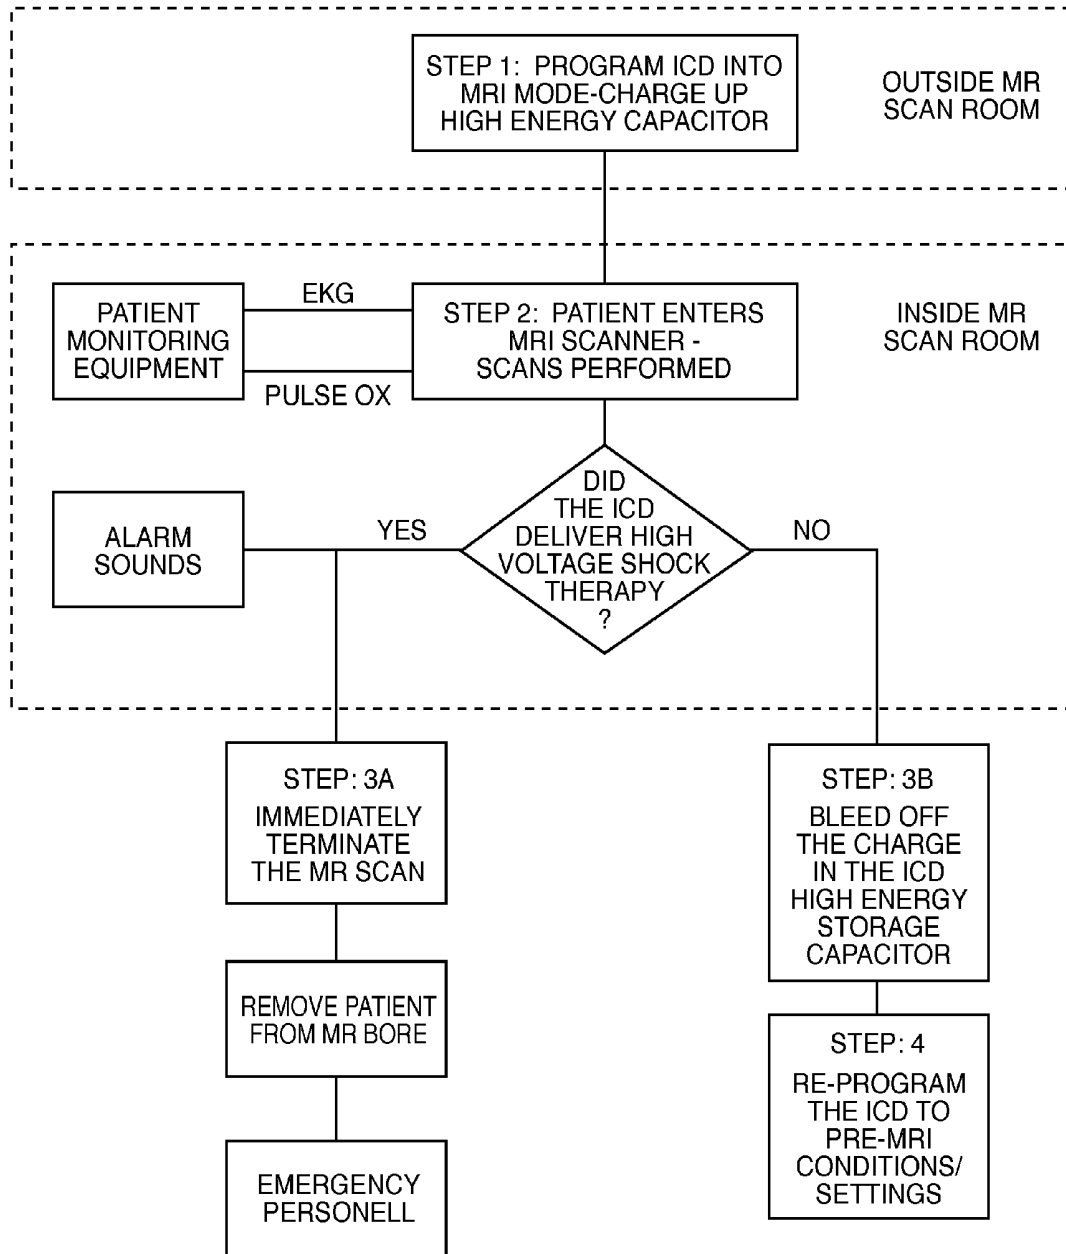 STEP 1: PROGRAM ICD INTO
MRI MODE-CHARGE UP
HIGH ENERGY CAPACITOR
OUTSIDE MR
SCAN ROOM
PATIENT
MONITORING
EQUIPMENT
EKG
PULSE OX
STEP 2: PATIENT ENTERS
MRI SCANNER -
SCANS PERFORMED
INSIDE MR
SCAN ROOM
ALARM
SOUNDS
YES
DID
THE ICD
DELIVER HIGH
VOLTAGE SHOCK
THERAPY
?
NO
STEP: 3A
IMMEDIATELY
TERMINATE
THE MR SCAN
REMOVE PATIENT
FROM MR BORE
EMERGENCY
PERSONELL
STEP: 3B
BLEED OFF
THE CHARGE
IN THE ICD
HIGH ENERGY
STORAGE
CAPACITOR
STEP: 4
RE-PROGRAM
THE ICD TO
PRE-MRI
CONDITIONS/
SETTINGS